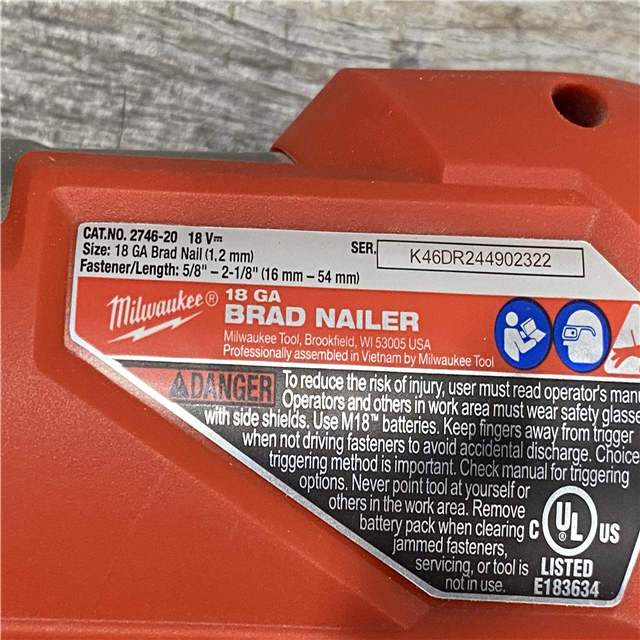 CAT.NO. 2746-20 18 V⎓
Size: 18 GA Brad Nail (1,2 mm)
Fastener/Length: 5/8" – 2-1/8" (16 mm – 54 mm)
SER. K46DR244902322
Milwaukee®
18 GA
BRAD NAILER
Milwaukee Tool, Brookfield, WI 53005 USA
Professionally assembled in Vietnam by Milwaukee Tool
DANGER
To reduce the risk of injury, user must read operator's
Operators and others in work area must wear safety
with side shields. Use M18™ batteries. Keep fingers away from trigger
when not driving fasteners to avoid accidental discharge. Choice
triggering method is important. Check manual for triggering
options. Never point tool at yourself or
others in the work area. Remove
battery pack when clearing
jammed fasteners,
servicing, or tool is
not in use.
C UL® US
LISTED
E183634